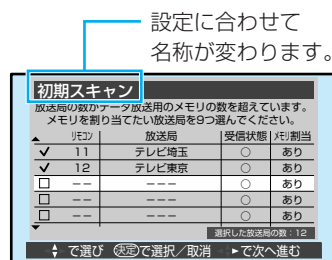 設定に合わせて
名称が変わります。
初期スキャン
放送局の数がデータ放送用のメモリの数を超えています。
メモリを割り当てたい放送局を9つ選んでください。
リモコン 放送局 受信状態 メモリ割当
✓ 11 テレビ埼玉 ○ あり
✓ 12 テレビ東京 ○ あり
□ −− −−− ○ あり
□ −− −−− ○ あり
□ −− −−− ○ あり
選択した放送局の数：12
で選び 決定で選択／取消 ▶で次へ進む